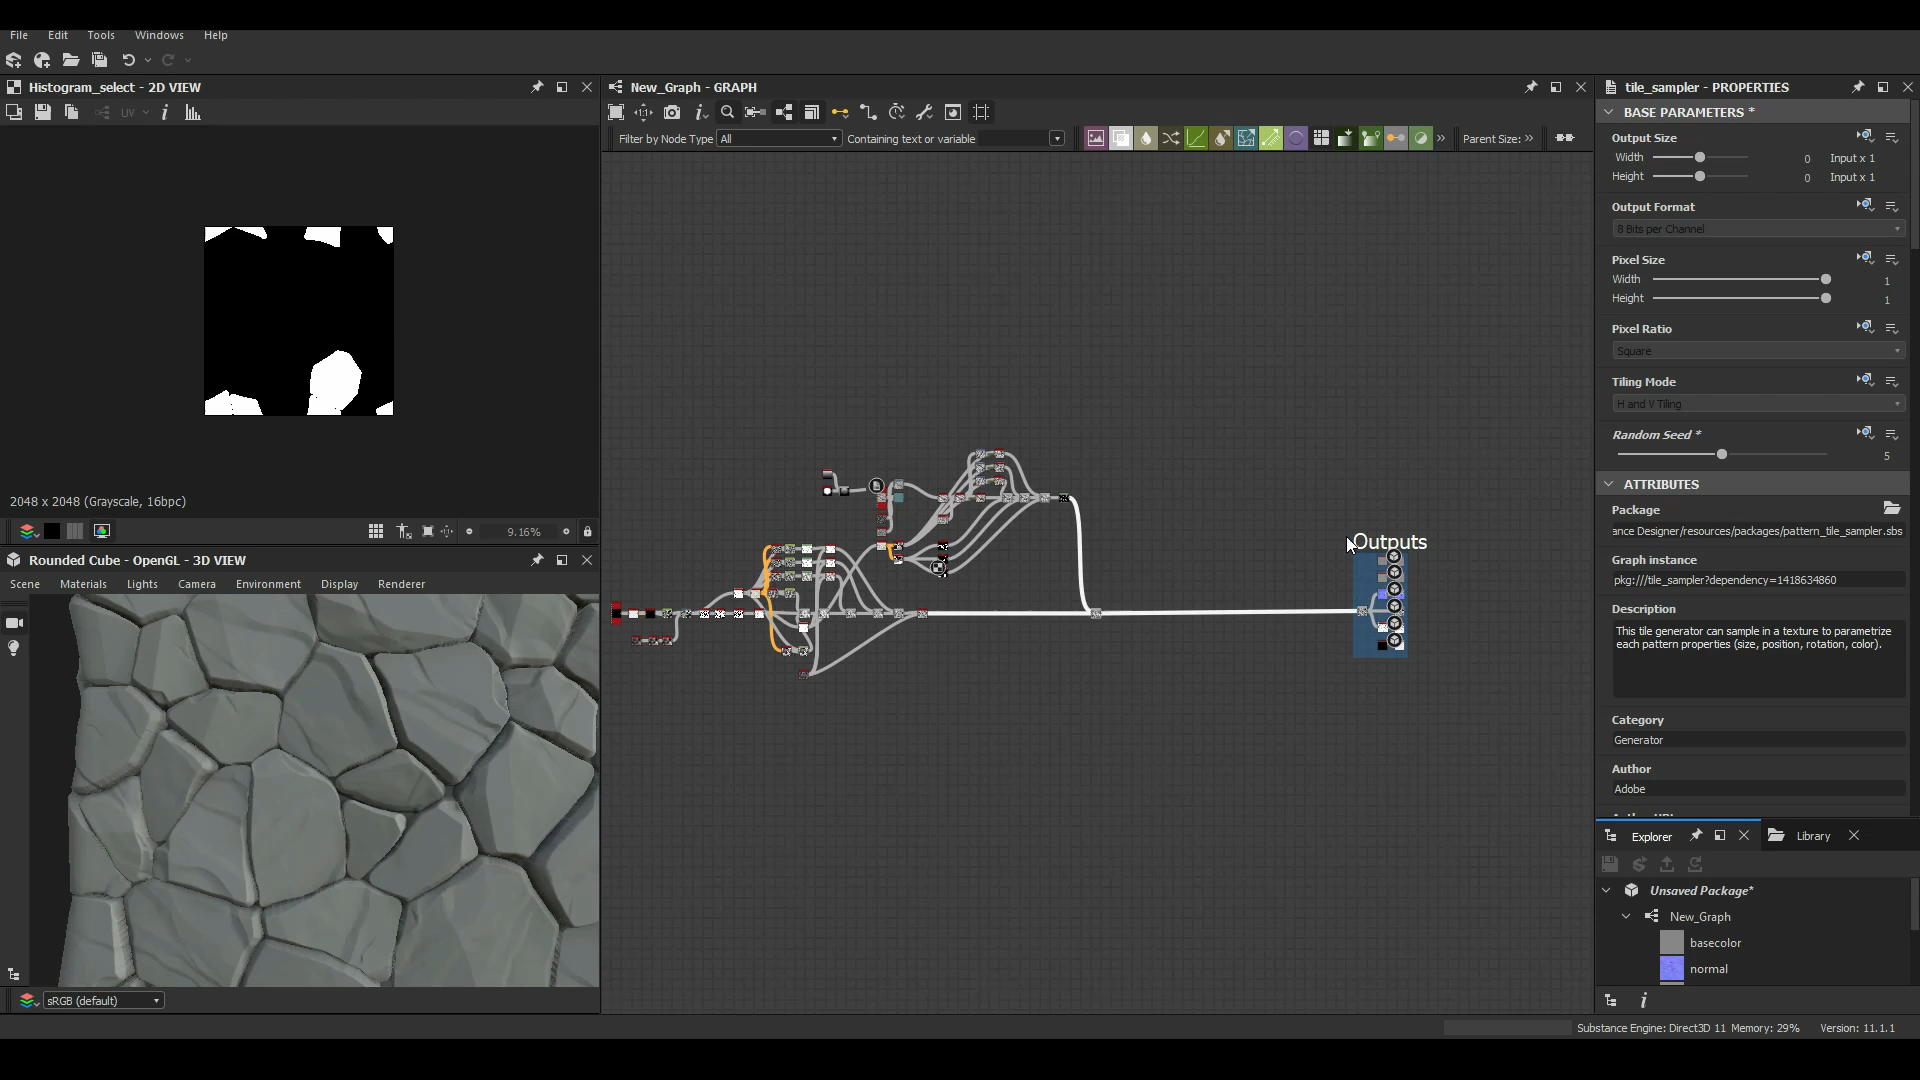 File Edit Tools Windows Help
Histogram_select - 2D VIEW
UV
2048 x 2048 (Grayscale, 16bpc)
9.16%
Rounded Cube - OpenGL - 3D VIEW
Scene Materials Lights Camera Environment Display Renderer
sRGB (default)
New_Graph - GRAPH
Filter by Node Type All Containing text or variable Parent Size:
Outputs
tile_sampler - PROPERTIES
BASE PARAMETERS *
Output Size
Width 0 Input x 1
Height 0 Input x 1
Output Format
8 Bits per Channel
Pixel Size
Width 1
Height 1
Pixel Ratio
Square
Tiling Mode
H and V Tiling
Random Seed *
5
ATTRIBUTES
Package
ance Designer/resources/packages/pattern_tile_sampler.sbs
Graph instance
pkg:///tile_sampler?dependency=1418634860
Description
This tile generator can sample in a texture to parametrize
each pattern properties (size, position, rotation, color).
Category
Generator
Author
Adobe
Explorer Library
Unsaved Package*
New_Graph
basecolor
normal
Substance Engine: Direct3D 11 Memory: 29% Version: 11.1.1